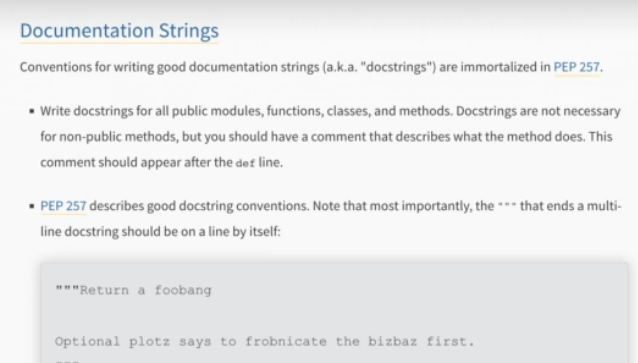 Documentation Strings
Conventions for writing good documentation strings (a.k.a. "docstrings") are immortalized in PEP 257.
▪ Write docstrings for all public modules, functions, classes, and methods. Docstrings are not necessary
for non-public methods, but you should have a comment that describes what the method does. This
comment should appear after the def line.
▪ PEP 257 describes good docstring conventions. Note that most importantly, the """ that ends a multi-
line docstring should be on a line by itself:
"""Return a foobang
Optional plotz says to frobnicate the bizbaz first.
"""